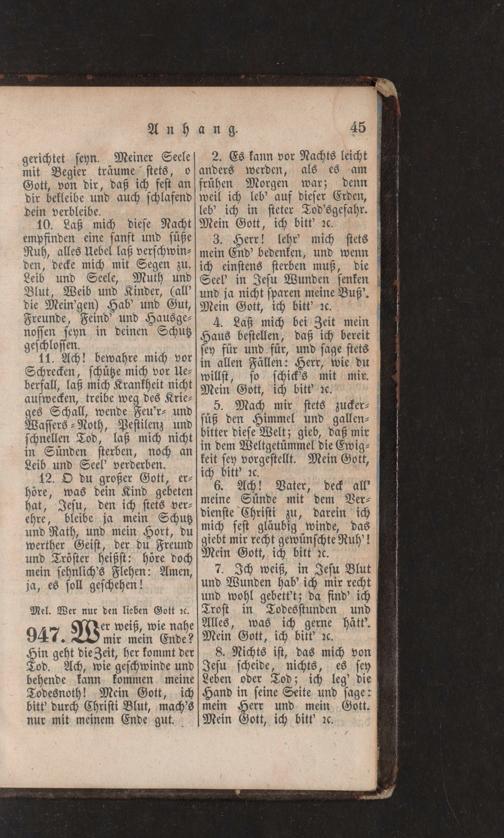 Anhang.
45
gerichtet seyn. Meiner Seele
mit Begier träume stets, o
Gott, von dir, daß ich fest an
dir bekleibe und auch schlafend
dein verbleibe.
10. Laß mich diese Nacht
empfinden eine sanft und süße
Ruh, alles Uebel laß verschwin-
den, decke mich mit Segen zu.
Leib und Seele, Muth und
Blut, Weib und Kinder, (all'
die Mein'gen) Hab' und Gut,
Freunde, Feind' und Hausge-
nossen seyn in deinen Schutz
geschlossen.
11. Ach! bewahre mich vor
Schrecken, schütze mich vor Ue-
berfall, laß mich Krankheit nicht
aufwecken, treibe weg des Krie-
ges Schall, wende Feu'r- und
Wassers-Noth, Pestilenz und
schnellen Tod, laß mich nicht
in Sünden sterben, noch an
Leib und Seel' verderben.
12. O du großer Gott, er-
höre, was dein Kind gebeten
hat, Jesu, den ich stets ver-
ehre, bleibe ja mein Schutz
und Rath, und mein Hort, du
werther Geist, der du Freund
und Tröster heißst: höre doch
mein sehnlich's Flehen: Amen,
ja, es soll geschehen!
Mel. Wer nur den lieben Gott ꝛc.
947. Wer weiß, wie nahe
mir mein Ende?
Hin geht die Zeit, her kommt der
Tod. Ach, wie geschwinde und
behende kann kommen meine
Todesnoth! Mein Gott, ich
bitt' durch Christi Blut, mach's
nur mit meinem Ende gut.
2. Es kann vor Nachts leicht
anders werden, als es am
frühen Morgen war; denn
weil ich leb' auf dieser Erden,
leb' ich in steter Tod'sgefahr.
Mein Gott, ich bitt' ꝛc.
3. Herr! lehr' mich stets
mein End' bedenken, und wenn
ich einstens sterben muß, die
Seel' in Jesu Wunden senken
und ja nicht sparen meine Buß'.
Mein Gott, ich bitt' ꝛc.
4. Laß mich bei Zeit mein
Haus bestellen, daß ich bereit
sey für und für, und sage stets
in allen Fällen: Herr, wie du
willst, so schick's mit mir.
Mein Gott, ich bitt' ꝛc.
5. Mach mir stets zucker-
süß den Himmel und gallen-
bitter diese Welt; gieb, daß mir
in dem Weltgetümmel die Ewig-
keit sey vorgestellt. Mein Gott,
ich bitt' ꝛc.
6. Ach! Vater, deck all'
meine Sünde mit dem Ver-
dienste Christi zu, darein ich
mich fest gläubig winde, das
giebt mir recht gewünschte Ruh'!
Mein Gott, ich bitt' ꝛc.
7. Ich weiß, in Jesu Blut
und Wunden hab' ich mir recht
und wohl gebett't; da find' ich
Trost in Todesstunden und
Alles, was ich gerne hätt'.
Mein Gott, ich bitt' ꝛc.
8. Nichts ist, das mich von
Jesu scheide, nichts, es sey
Leben oder Tod; ich leg' die
Hand in seine Seite und sage:
mein Herr und mein Gott.
Mein Gott, ich bitt' ꝛc.